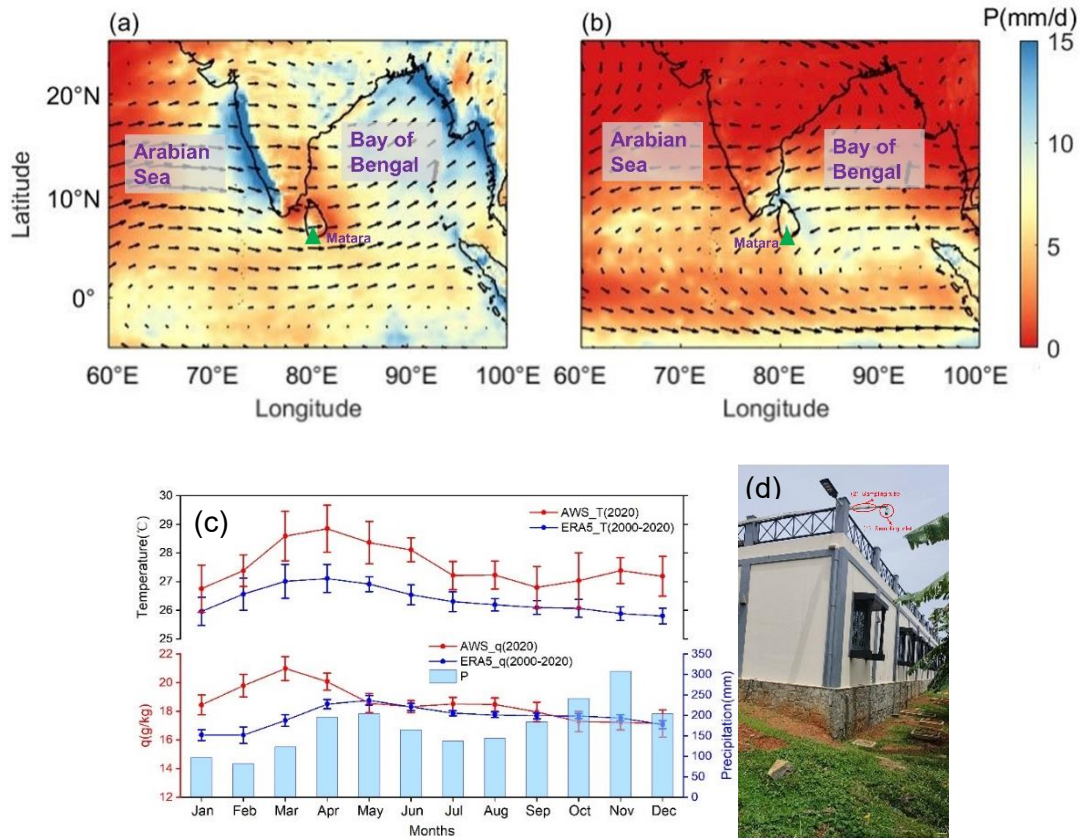 (a)
(b)
P(mm/d)
15
10
5
0
Latitude
20°N
10°N
0°
Arabian
Sea
Bay of
Bengal
Matara
60°E
70°E
80°E
90°E
100°E
Longitude
Arabian
Sea
Bay of
Bengal
Matara
60°E
70°E
80°E
90°E
100°E
Longitude
(c)
Temperature(℃)
30
29
28
27
26
25
AWS_T(2020)
ERA5_T(2000-2020)
q(g/kg)
22
20
18
16
14
12
AWS_q(2020)
ERA5_q(2000-2020)
P
350
300
250
200
150
100
50
0
Precipitation(mm)
Jan Feb Mar Apr May Jun Jul Aug Sep Oct Nov Dec
Months
(d)